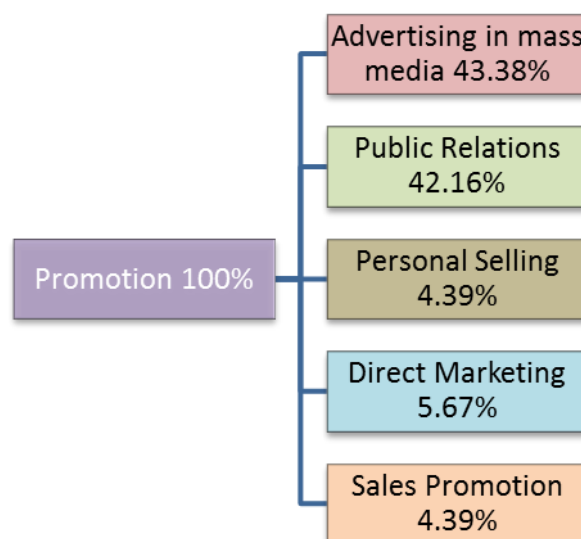 Advertising in mass
media 43.38%
Public Relations
42.16%
Promotion 100%
Personal Selling
4.39%
Direct Marketing
5.67%
Sales Promotion
4.39%